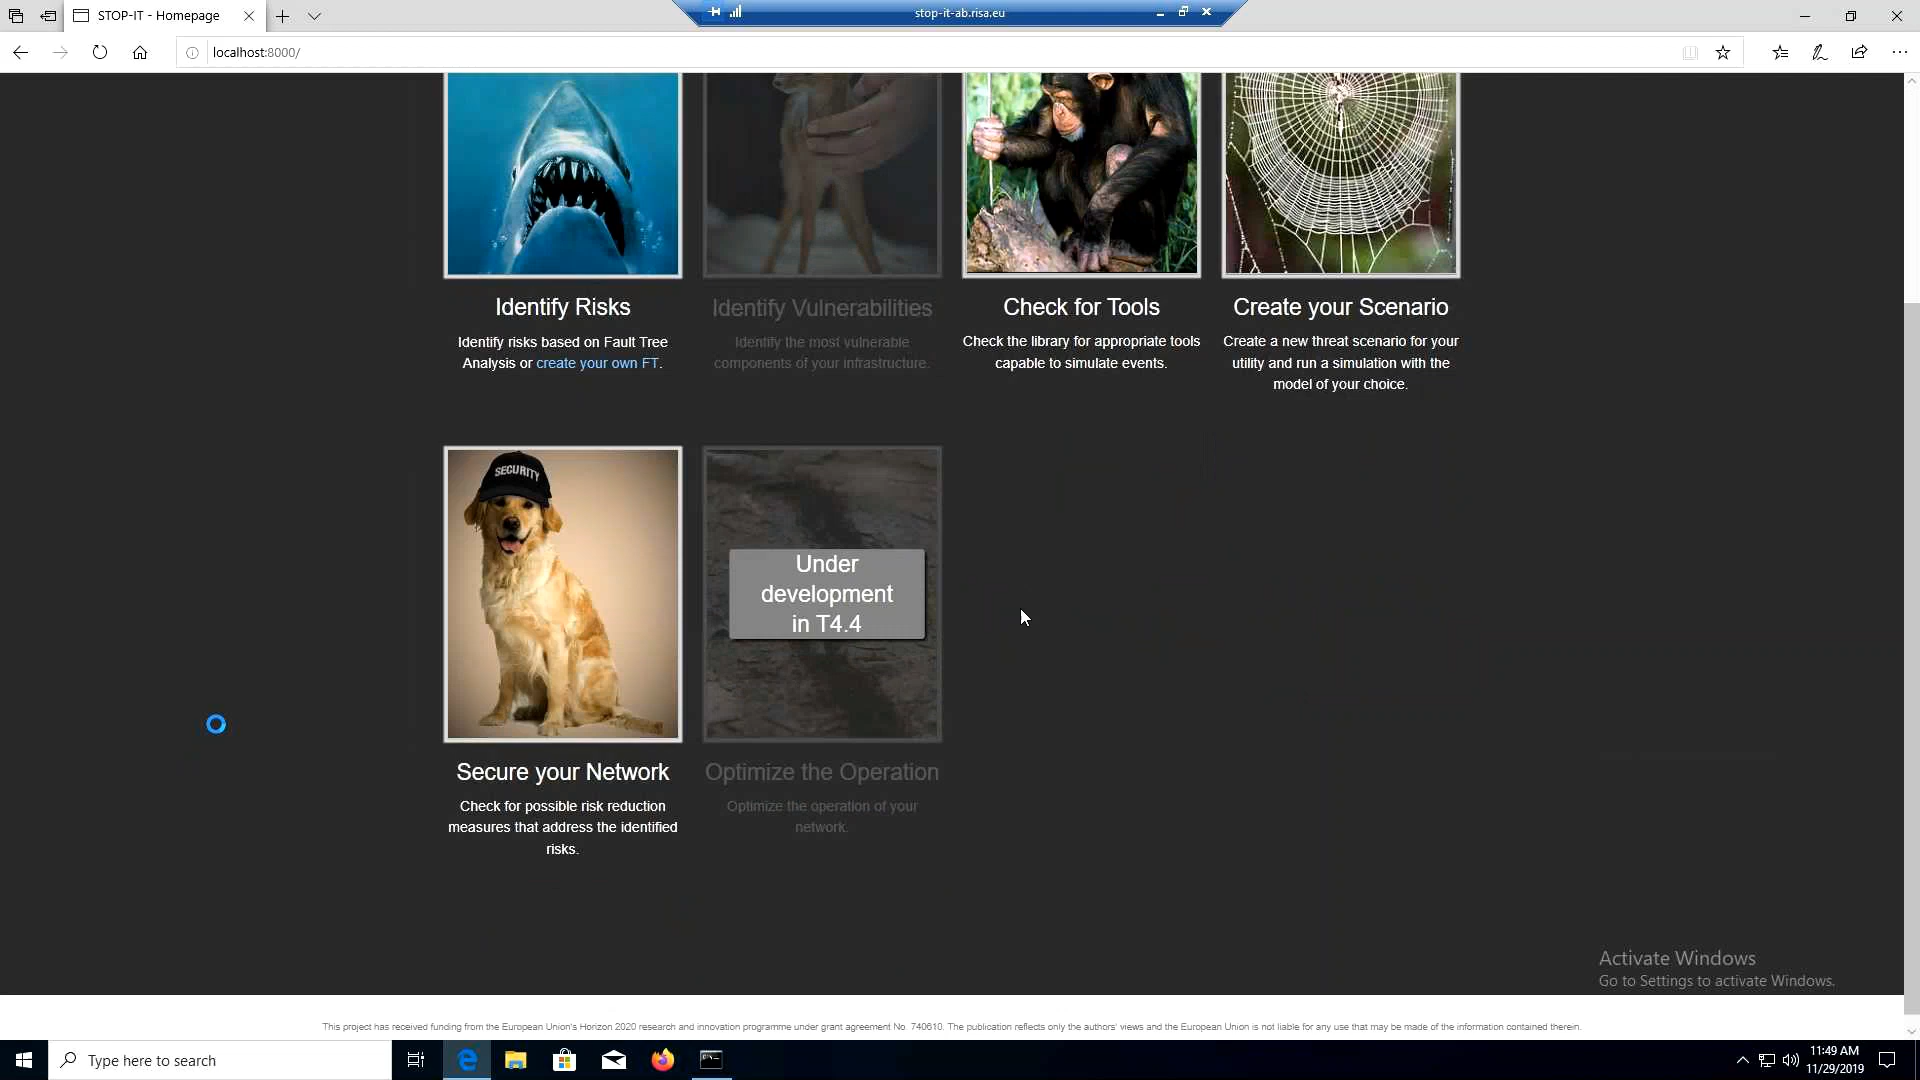 STOP-IT - Homepage
stop-it-ab.risa.eu
localhost:8000/
Identify Risks
Identify risks based on Fault Tree
Analysis or create your own FT.
Identify Vulnerabilities
Identify the most vulnerable
components of your infrastructure.
Check for Tools
Check the library for appropriate tools
capable to simulate events.
Create your Scenario
Create a new threat scenario for your
utility and run a simulation with the
model of your choice.
SECURITY
Under
development
in T4.4
Secure your Network
Check for possible risk reduction
measures that address the identified
risks.
Optimize the Operation
Optimize the operation of your
network.
Activate Windows
Go to Settings to activate Windows.
This project has received funding from the European Union's Horizon 2020 research and innovation programme under grant agreement No. 740610. The publication reflects only the authors' views and the European Union is not liable for any use that may be made of the information contained therein.
Type here to search
11:49 AM
11/29/2019